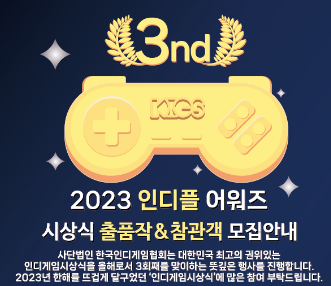 3nd
KIGS
2023 인디플 어워즈
시상식 출품작&참관객 모집안내
사단법인 한국인디게임협회는 대한민국 최고의 권위있는
인디게임시상식을 올해로서 3회째를 맞이하는 뜻깊은 행사를 진행합니다.
2023년 한해를 뜨겁게 달구었던 '인디게임시상식'에 많은 참여 부탁드립니다.